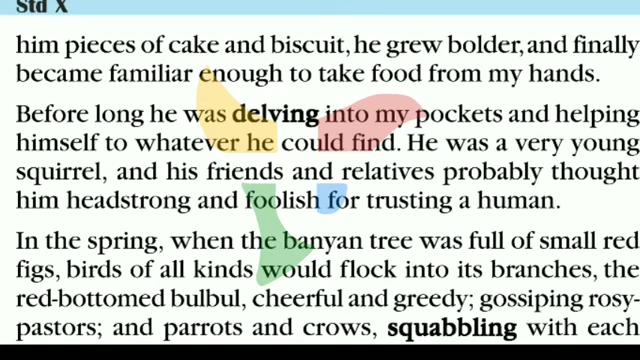 Std X
him pieces of cake and biscuit, he grew bolder, and finally
became familiar enough to take food from my hands.
Before long he was delving into my pockets and helping
himself to whatever he could find. He was a very young
squirrel, and his friends and relatives probably thought
him headstrong and foolish for trusting a human.
In the spring, when the banyan tree was full of small red
figs, birds of all kinds would flock into its branches, the
red-bottomed bulbul, cheerful and greedy; gossiping rosy-
pastors; and parrots and crows, squabbling with each